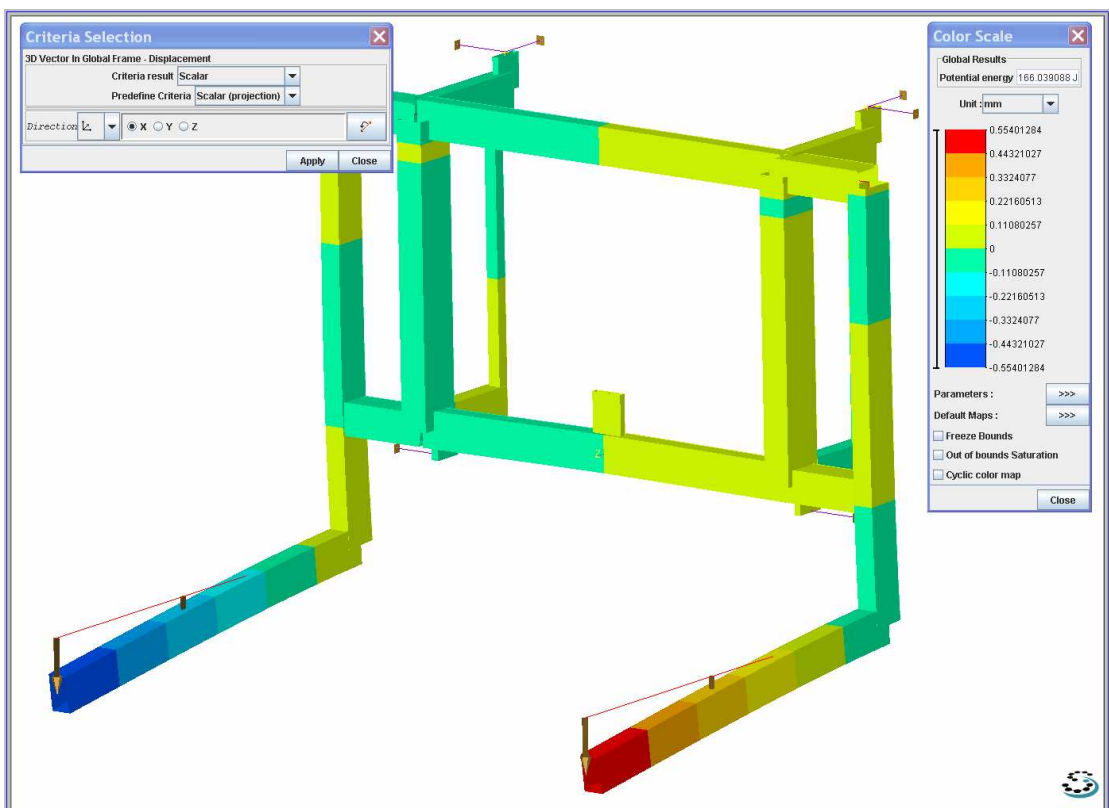 Criteria Selection
3D Vector In Global Frame - Displacement
Criteria result Scalar
Predefine Criteria Scalar (projection)
Direction X Y Z
Apply Close
Color Scale
Global Results
Potential energy 166.039088 J
Unit : mm
0.55401284
0.44321027
0.3324077
0.22160513
0.11080257
0
-0.11080257
-0.22160513
-0.3324077
-0.44321027
-0.55401284
Parameters : >>>
Default Maps : >>>
Freeze Bounds
Out of bounds Saturation
Cyclic color map
Close
Z